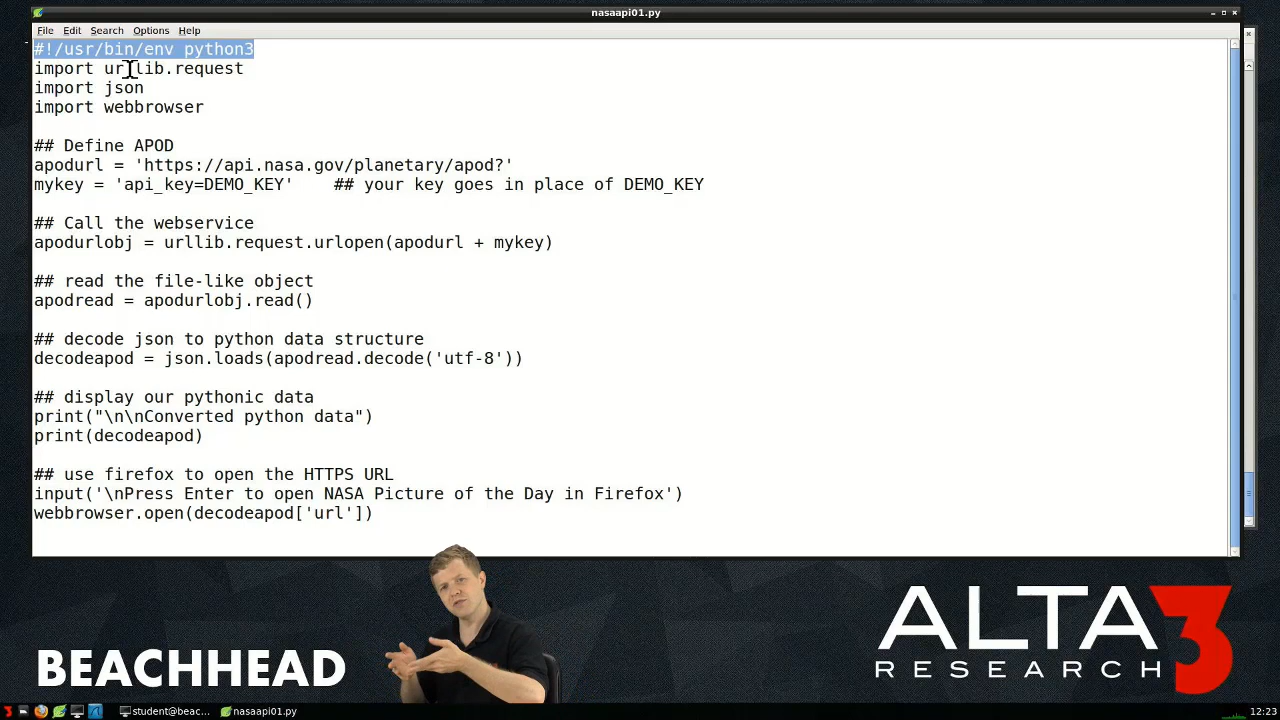 nasaapi01.py
File Edit Search Options Help
#!/usr/bin/env python3
import urllib.request
import json
import webbrowser
## Define APOD
apodurl = 'https://api.nasa.gov/planetary/apod?'
mykey = 'api_key=DEMO_KEY'    ## your key goes in place of DEMO_KEY
## Call the webservice
apodurlobj = urllib.request.urlopen(apodurl + mykey)
## read the file-like object
apodread = apodurlobj.read()
## decode json to python data structure
decodeapod = json.loads(apodread.decode('utf-8'))
## display our pythonic data
print("\n\nConverted python data")
print(decodeapod)
## use firefox to open the HTTPS URL
input('\nPress Enter to open NASA Picture of the Day in Firefox')
webbrowser.open(decodeapod['url'])
BEACHHEAD
ALTA3
RESEARCH
student@beac... nasaapi01.py 12:23